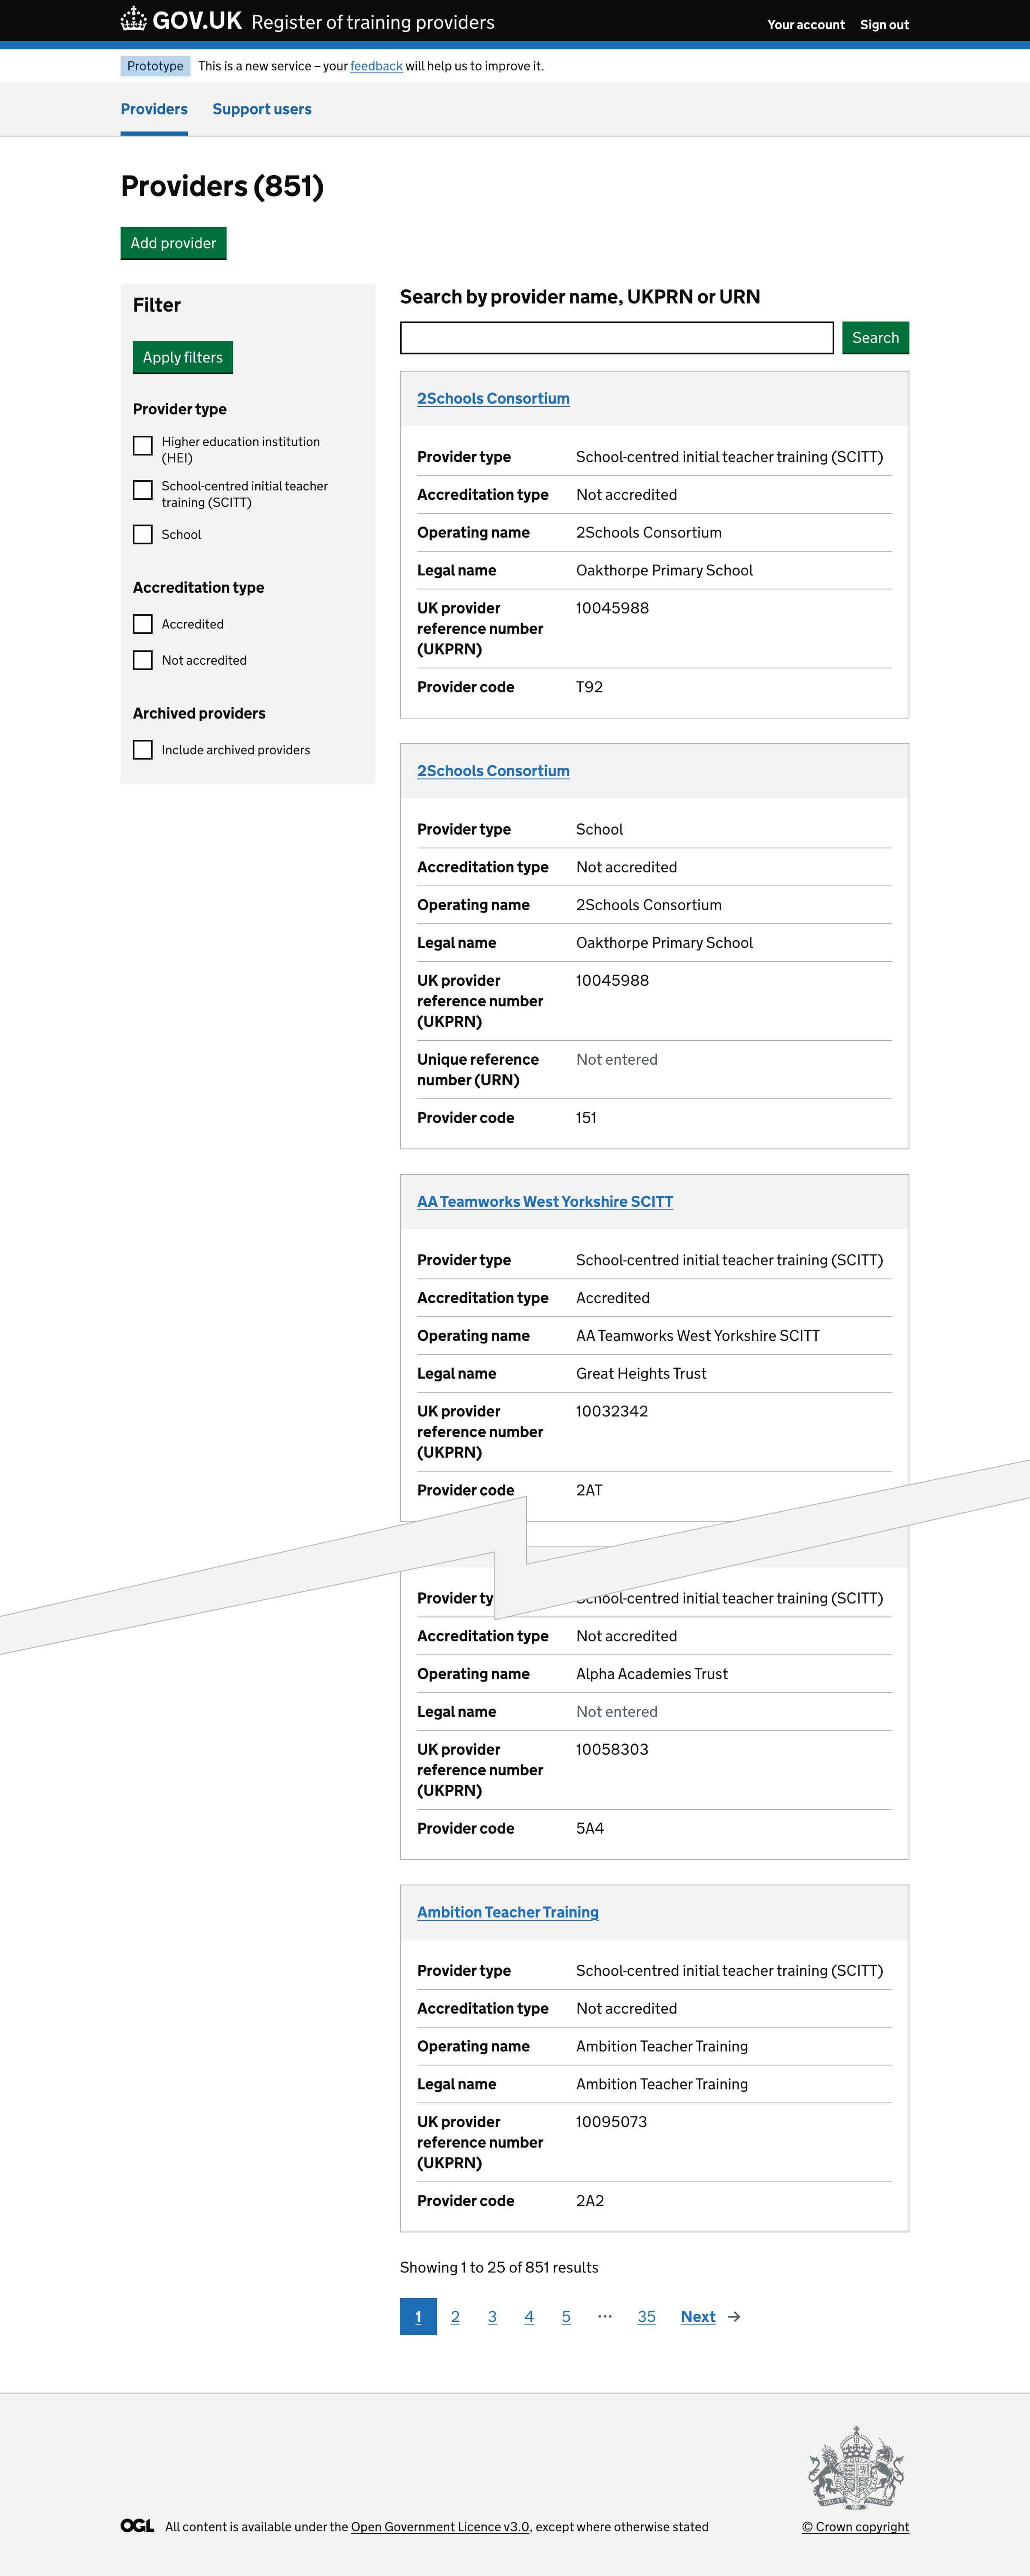 GOV.UK Register of training providers
Your account Sign out
Prototype This is a new service – your feedback will help us to improve it.
Providers Support users
Providers (851)
Add provider
Filter
Apply filters
Provider type
Higher education institution
(HEI)
School-centred initial teacher
training (SCITT)
School
Accreditation type
Accredited
Not accredited
Archived providers
Include archived providers
Search by provider name, UKPRN or URN
Search
2Schools Consortium
Provider type School-centred initial teacher training (SCITT)
Accreditation type Not accredited
Operating name 2Schools Consortium
Legal name Oakthorpe Primary School
UK provider 10045988
reference number
(UKPRN)
Provider code T92
2Schools Consortium
Provider type School
Accreditation type Not accredited
Operating name 2Schools Consortium
Legal name Oakthorpe Primary School
UK provider 10045988
reference number
(UKPRN)
Unique reference Not entered
number (URN)
Provider code 151
AA Teamworks West Yorkshire SCITT
Provider type School-centred initial teacher training (SCITT)
Accreditation type Accredited
Operating name AA Teamworks West Yorkshire SCITT
Legal name Great Heights Trust
UK provider 10032342
reference number
(UKPRN)
Provider code 2AT
Provider ty School-centred initial teacher training (SCITT)
Accreditation type Not accredited
Operating name Alpha Academies Trust
Legal name Not entered
UK provider 10058303
reference number
(UKPRN)
Provider code 5A4
Ambition Teacher Training
Provider type School-centred initial teacher training (SCITT)
Accreditation type Not accredited
Operating name Ambition Teacher Training
Legal name Ambition Teacher Training
UK provider 10095073
reference number
(UKPRN)
Provider code 2A2
Showing 1 to 25 of 851 results
1 2 3 4 5 ··· 35 Next →
OGL All content is available under the Open Government Licence v3.0, except where otherwise stated
© Crown copyright